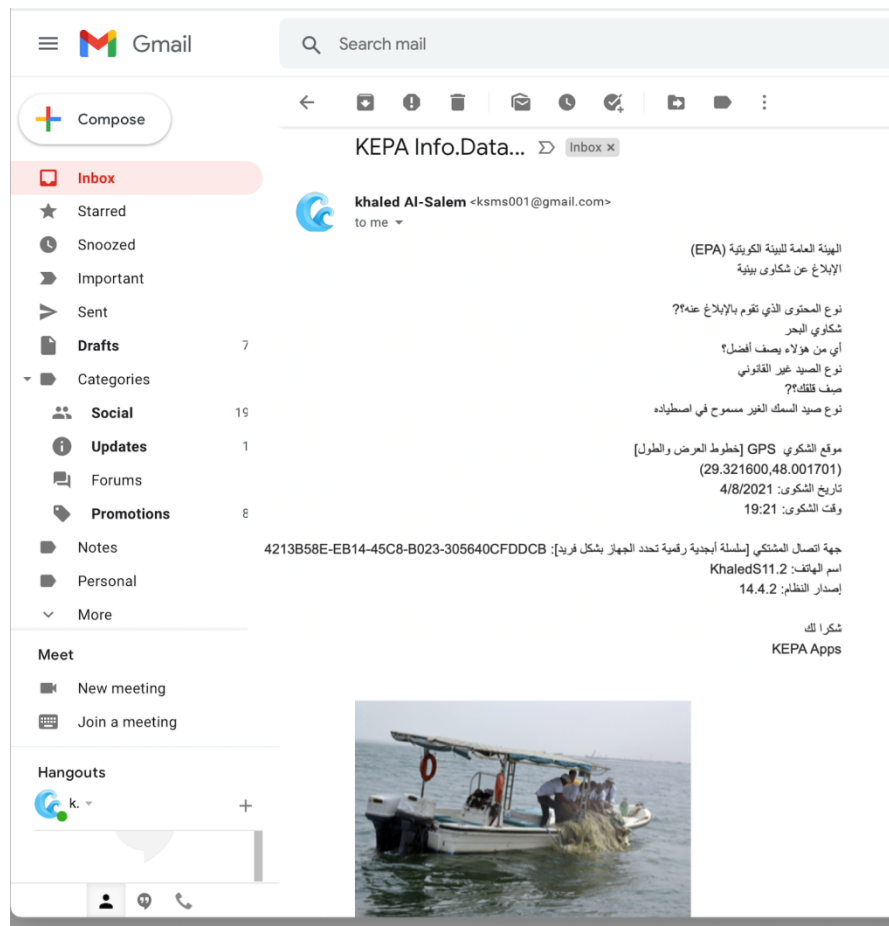 Gmail
Search mail
Compose
KEPA Info.Data...
Inbox ×
Inbox
khaled Al-Salem <ksms001@gmail.com>
to me
Starred
Snoozed
Important
Sent
Drafts 7
Categories
Social 19
Updates 1
Forums
Promotions 8
Notes
Personal
More
Meet
New meeting
Join a meeting
Hangouts
k.
الهيئة العامة للبيئة الكويتية (EPA)
الإبلاغ عن شكاوى بيئية
نوع المحتوى الذي تقوم بالإبلاغ عنه؟?
شكاوي البحر
أي من هؤلاء يصف أفضل؟
نوع الصيد غير القانوني
صِف قلقك؟?
نوع صيد السمك الغير مسموح في اصطياده
موقع الشكوي GPS [خطوط العرض والطول]
(29.321600,48.001701)
تاريخ الشكوى: 4/8/2021
وقت الشكوى: 19:21
جهة اتصال المشتكي [سلسلة أبجدية رقمية تحدد الجهاز بشكل فريد]: 4213B58E-EB14-45C8-B023-305640CFDDCB
اسم الهاتف: KhaledS11.2
إصدار النظام: 14.4.2
شكرا لك
KEPA Apps